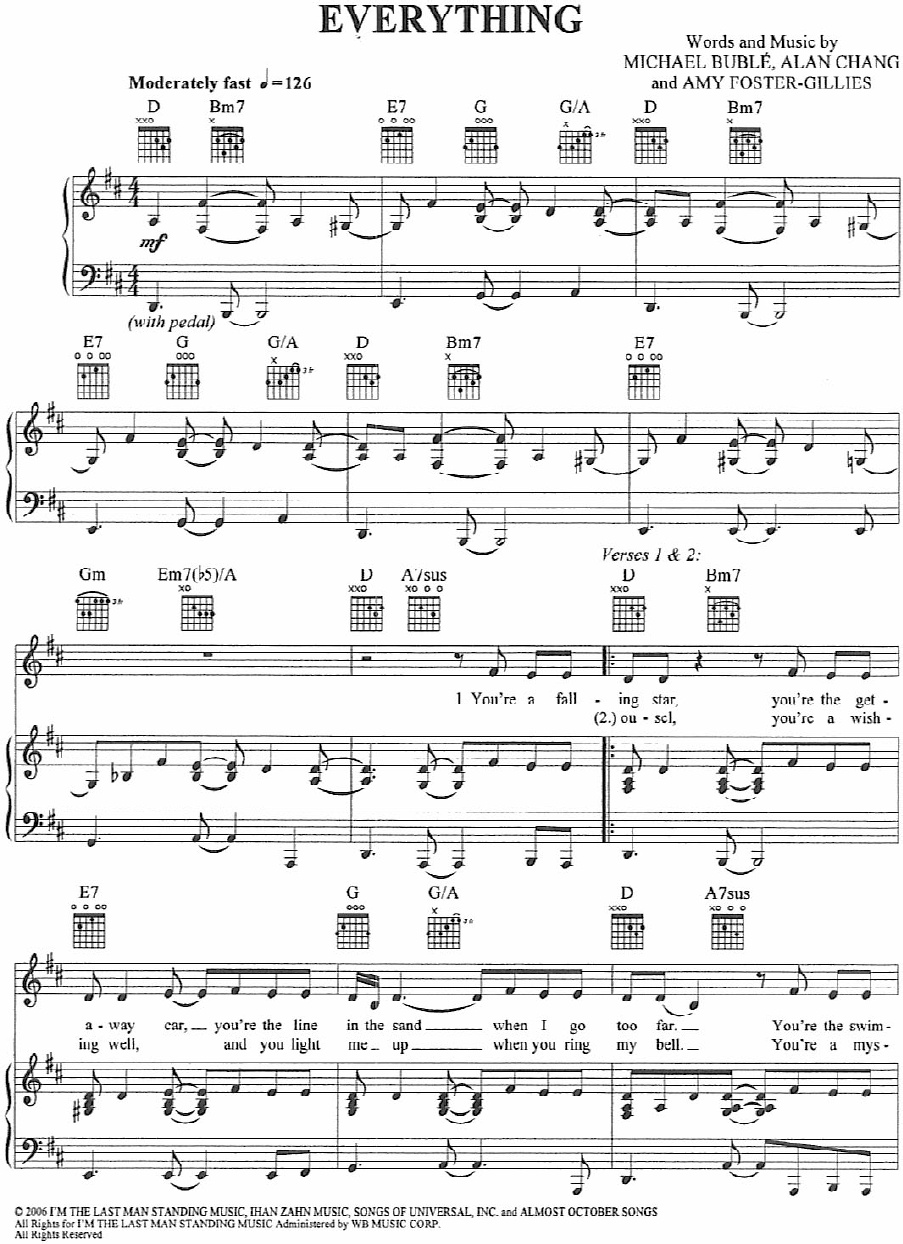 EVERYTHING
Words and Music by
MICHAEL BUBLÉ, ALAN CHANG
and AMY FOSTER-GILLIES
Moderately fast =126
D Bm7 E7 G G/A D Bm7
3fr
mf
(with pedal)
E7 G G/A D Bm7 E7
3fr
Verses 1 & 2:
Gm Em7(b5)/A D A7sus D Bm7
3fr
1 You're a fall - ing star, you're the get -
(2.) ou - sel, you're a wish -
E7 G G/A D A7sus
3fr
a - way car, you're the line in the sand when I go too far. You're the swim-
ing well, and you light me up when you ring my bell. You're a mys -
© 2006 I'M THE LAST MAN STANDING MUSIC, IHAN ZAHN MUSIC, SONGS OF UNIVERSAL, INC. and ALMOST OCTOBER SONGS
All Rights for I'M THE LAST MAN STANDING MUSIC Administered by WB MUSIC CORP.
All Rights Reserved